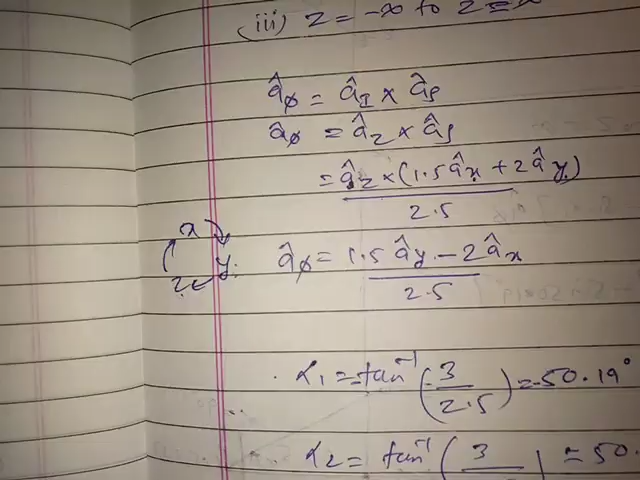 (iii) z = -∞ to z = ∞
âφ = âI × âρ
âφ = âz × âρ
= âz × (1.5 âx + 2 ây)
2.5
x
y
z
âφ = 1.5 ây - 2 âx
2.5
α1 = tan⁻¹ (-3 / 2.5) = -50.19°
α2 = tan⁻¹ ( 3 = 50.